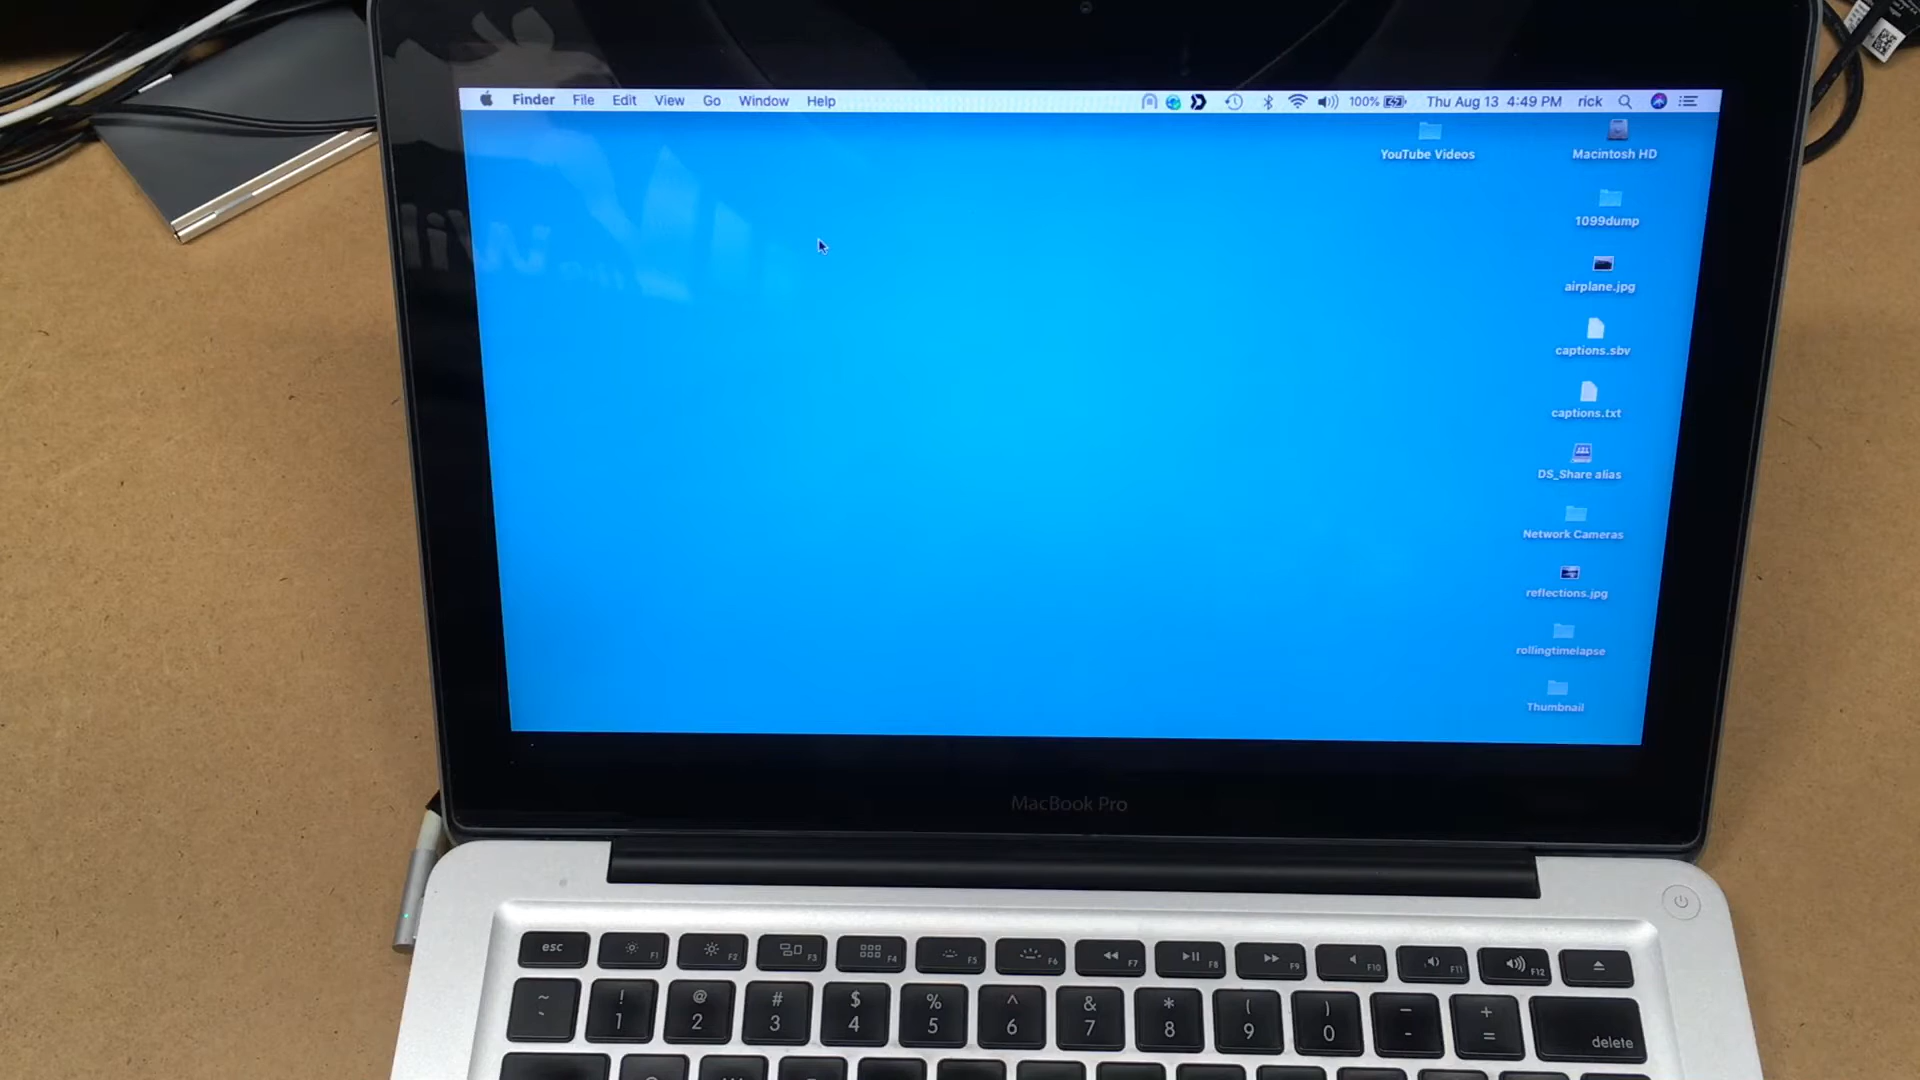 Finder File Edit View Go Window Help 100% Thu Aug 13 4:49 PM rick
YouTube Videos
Macintosh HD
1099dump
airplane.jpg
captions.sbv
captions.txt
DS_Share alias
Network Cameras
reflections.jpg
rollingtimelapse
Thumbnail
MacBook Pro
esc F1 F2 F3 F4 F5 F6 F7 F8 F9 F10 F11 F12
~ ! @ # $ % ^ & * ( ) — +
` 1 2 3 4 5 6 7 8 9 0 - = delete